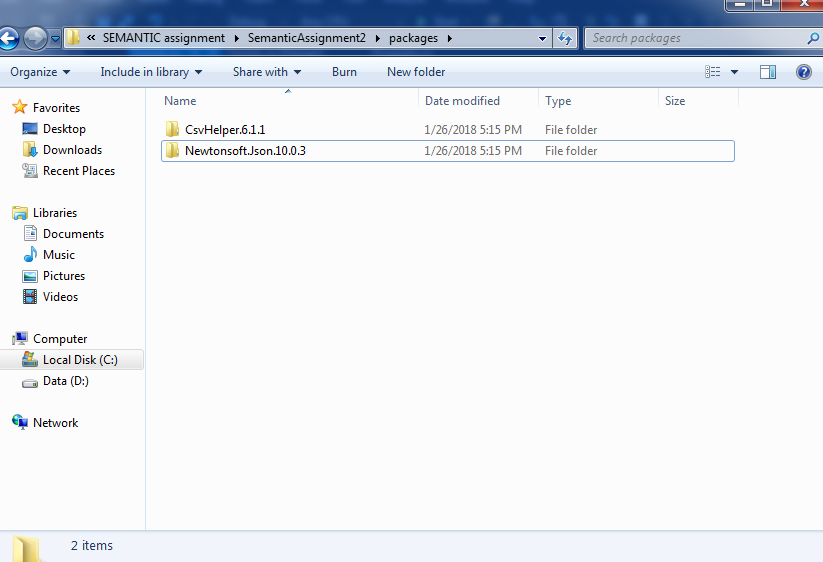 « SEMANTIC assignment SemanticAssignment2 packages Search packages
Organize Include in library Share with Burn New folder
Name Date modified Type Size
Favorites
Desktop
Downloads
Recent Places
Libraries
Documents
Music
Pictures
Videos
Computer
Local Disk (C:)
Data (D:)
Network
CsvHelper.6.1.1 1/26/2018 5:15 PM File folder
Newtonsoft.Json.10.0.3 1/26/2018 5:15 PM File folder
2 items